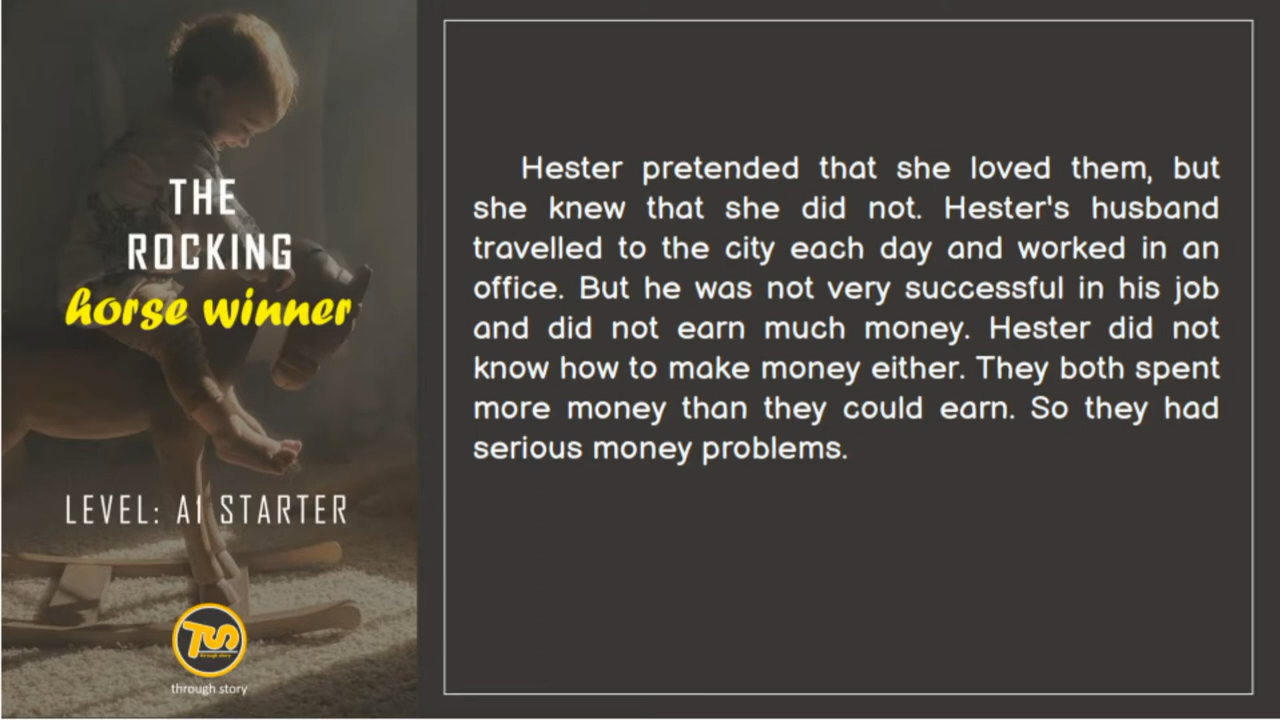 THE
ROCKING
horse winner
LEVEL: A1 STARTER
TS
through story
through story
Hester pretended that she loved them, but
she knew that she did not. Hester's husband
travelled to the city each day and worked in an
office. But he was not very successful in his job
and did not earn much money. Hester did not
know how to make money either. They both spent
more money than they could earn. So they had
serious money problems.